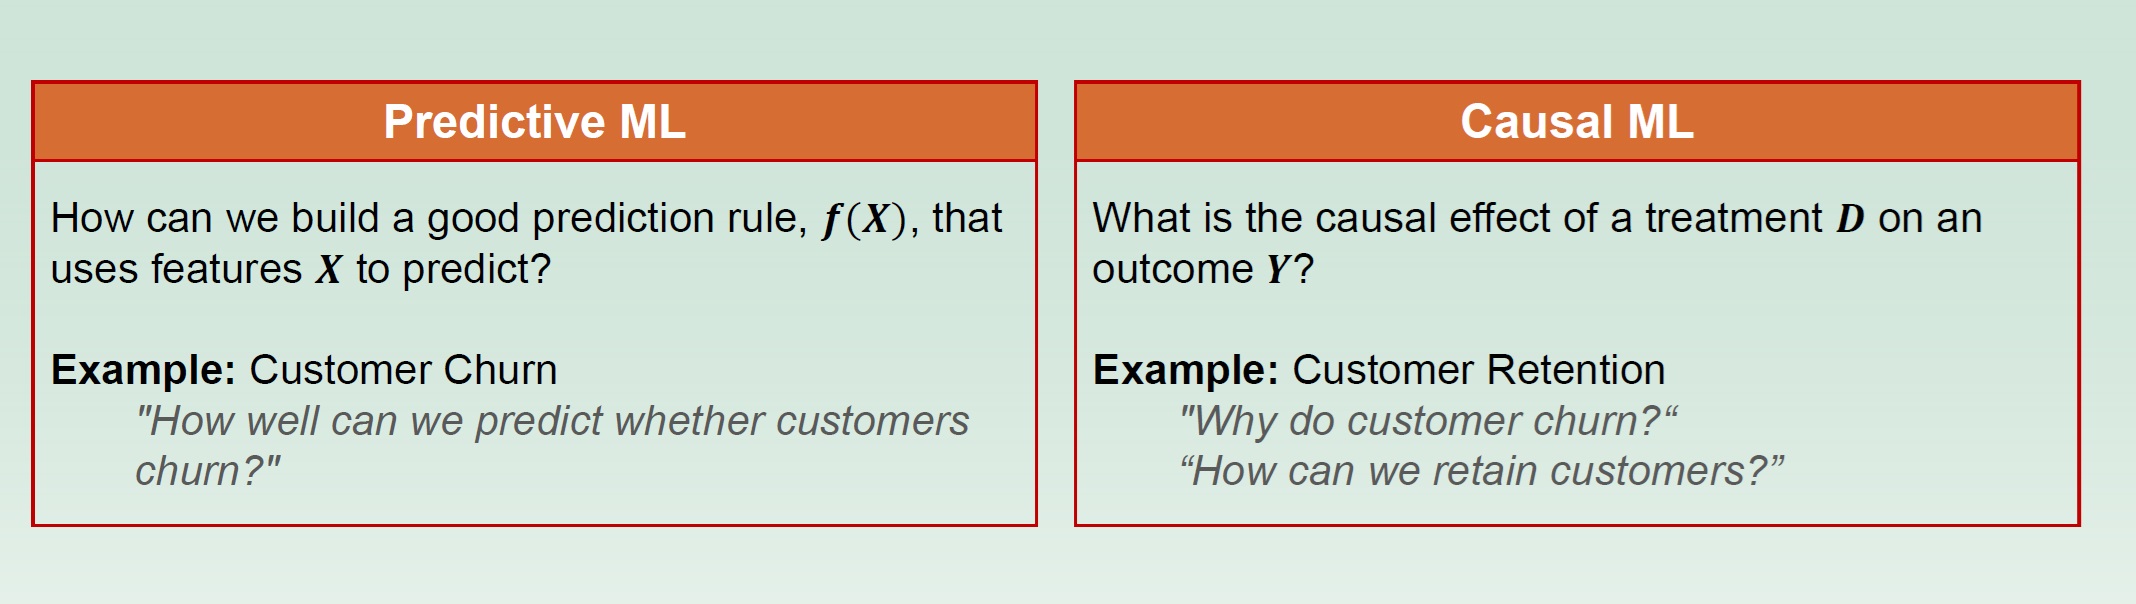 Predictive ML
How can we build a good prediction rule, f(X), that
uses features X to predict?
Example: Customer Churn
"How well can we predict whether customers
churn?"
Causal ML
What is the causal effect of a treatment D on an
outcome Y?
Example: Customer Retention
"Why do customer churn?“
“How can we retain customers?”